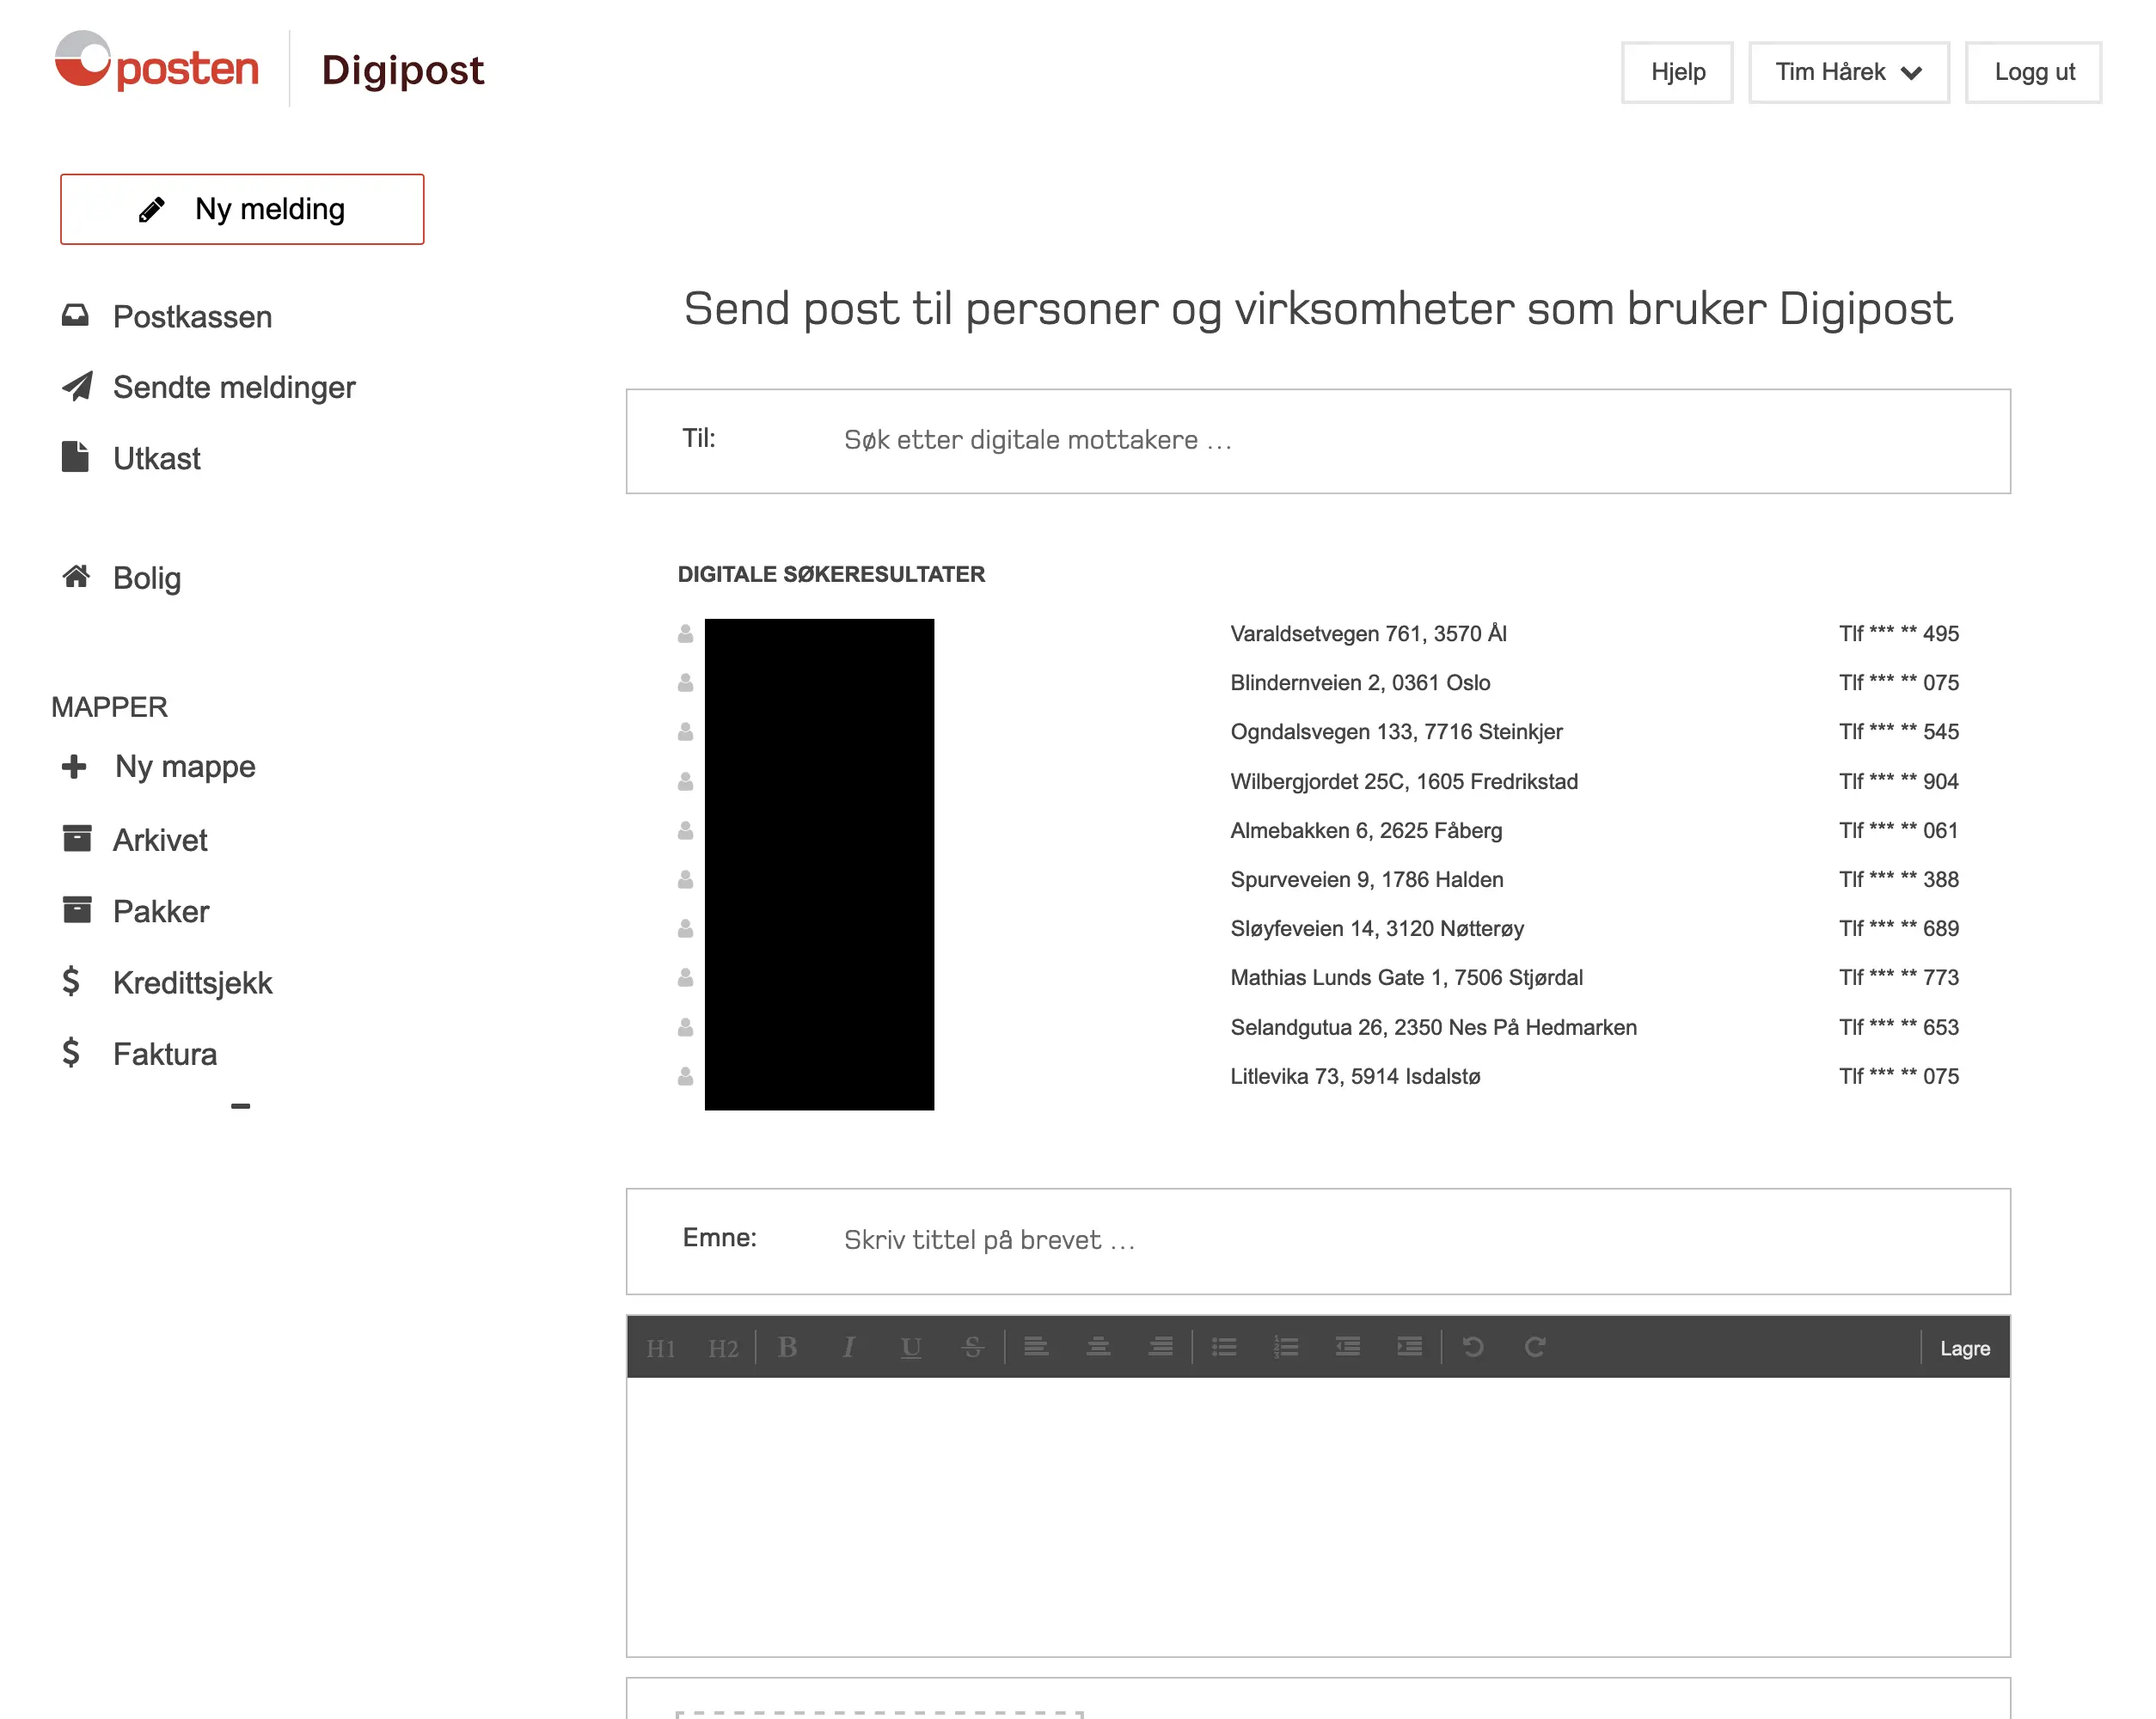 posten
Digipost
Hjelp
Tim Hårek
Logg ut
Ny melding
Postkassen
Sendte meldinger
Utkast
Bolig
MAPPER
Ny mappe
Arkivet
Pakker
Kredittsjekk
Faktura
Send post til personer og virksomheter som bruker Digipost
Til: Søk etter digitale mottakere ...
DIGITALE SØKERESULTATER
Varaldsetvegen 761, 3570 Ål Tlf *** ** 495
Blindernveien 2, 0361 Oslo Tlf *** ** 075
Ogndalsvegen 133, 7716 Steinkjer Tlf *** ** 545
Wilbergjordet 25C, 1605 Fredrikstad Tlf *** ** 904
Almebakken 6, 2625 Fåberg Tlf *** ** 061
Spurveveien 9, 1786 Halden Tlf *** ** 388
Sløyfeveien 14, 3120 Nøtterøy Tlf *** ** 689
Mathias Lunds Gate 1, 7506 Stjørdal Tlf *** ** 773
Selandgutua 26, 2350 Nes På Hedmarken Tlf *** ** 653
Litlevika 73, 5914 Isdalstø Tlf *** ** 075
Emne: Skriv tittel på brevet ...
H1 H2 B I U S Lagre